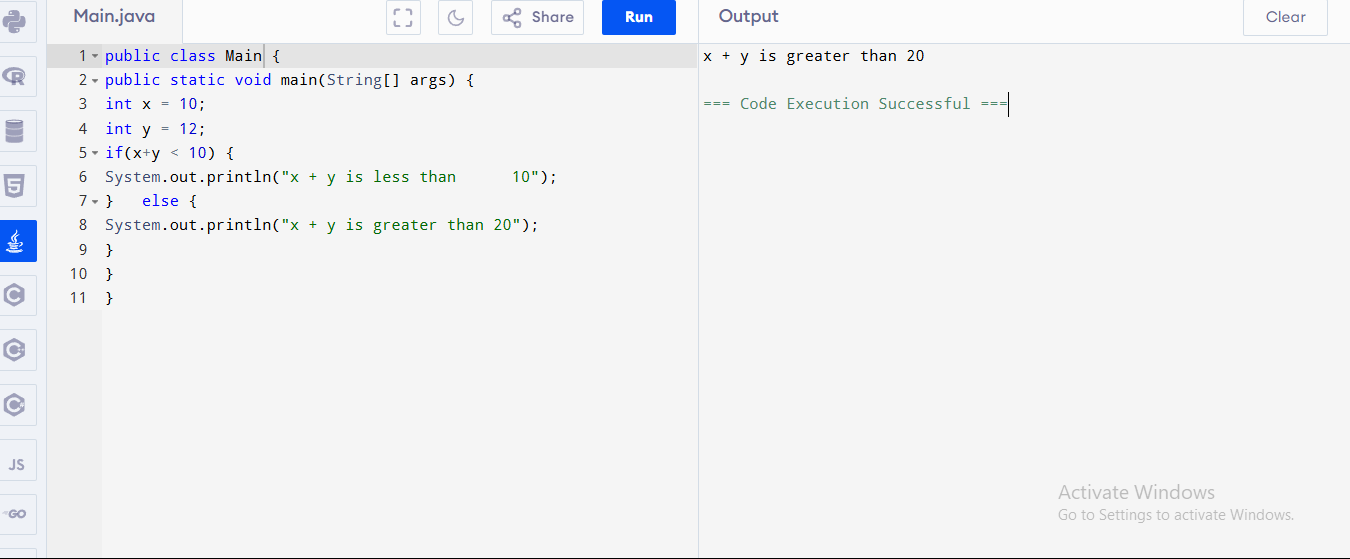 Main.java
Share
Run
Output
Clear
1 public class Main {
2 public static void main(String[] args) {
3 int x = 10;
4 int y = 12;
5 if(x+y < 10) {
6 System.out.println("x + y is less than      10");
7 }   else {
8 System.out.println("x + y is greater than 20");
9 }
10 }
11 }
x + y is greater than 20
=== Code Execution Successful ===
R
5
C
C
C
JS
GO
Activate Windows
Go to Settings to activate Windows.